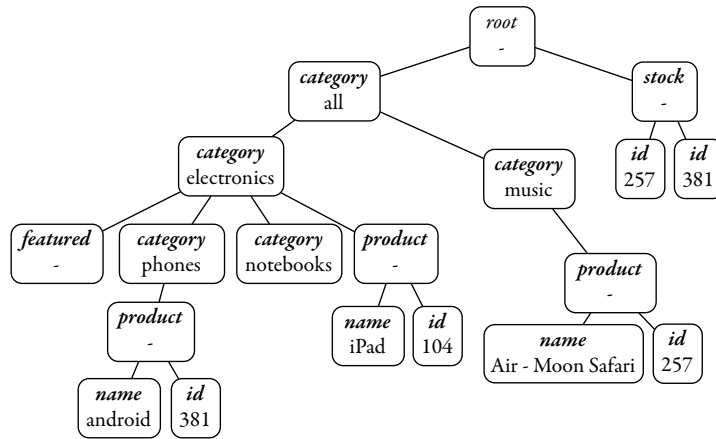 root
-
category
all
stock
-
category
electronics
category
music
id
257
id
381
featured
-
category
phones
category
notebooks
product
-
product
-
product
-
name
iPad
id
104
name
Air - Moon Safari
id
257
name
android
id
381